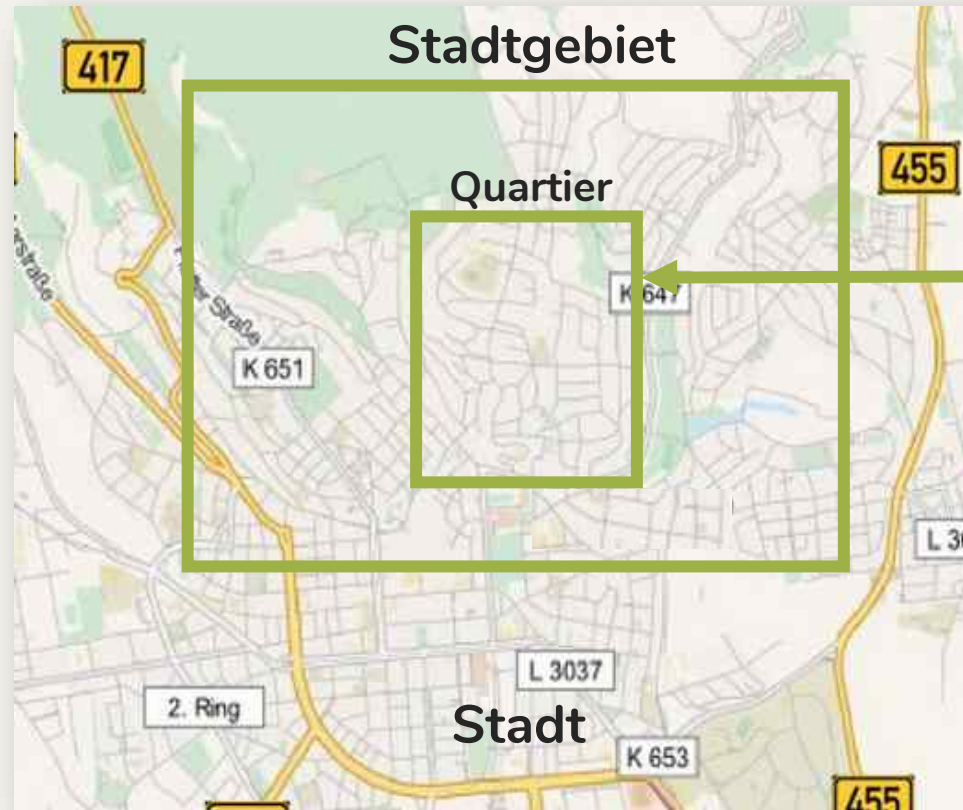 Stadtgebiet
417
455
Quartier
K 647
K 651
L 3037
2. Ring
Stadt
K 653
455